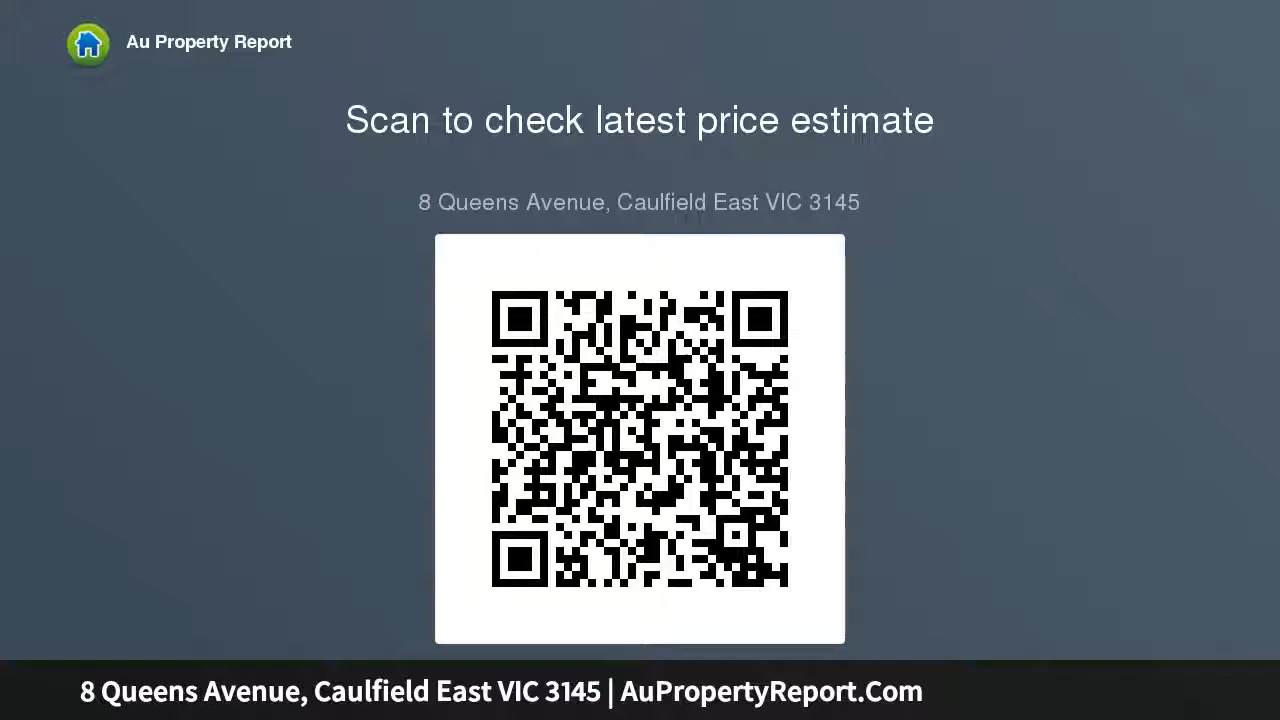 Au Property Report
Scan to check latest price estimate
8 Queens Avenue, Caulfield East VIC 3145
8 Queens Avenue, Caulfield East VIC 3145 | AuPropertyReport.Com